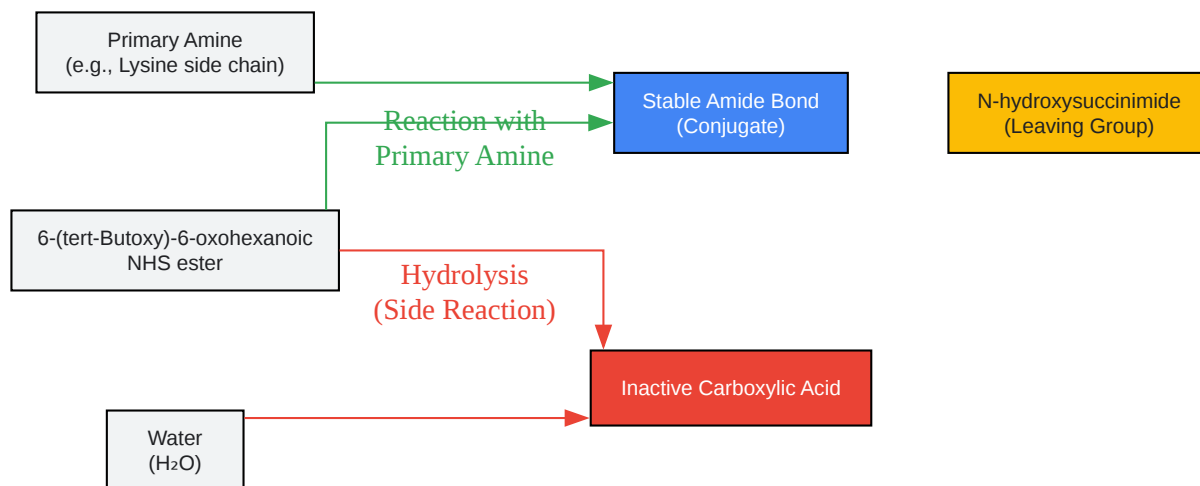 Primary Amine
(e.g., Lysine side chain)
Stable Amide Bond
(Conjugate)
N-hydroxysuccinimide
(Leaving Group)
Reaction with
Primary Amine
6-(tert-Butoxy)-6-oxohexanoic
NHS ester
Hydrolysis
(Side Reaction)
Inactive Carboxylic Acid
Water
(H₂O)